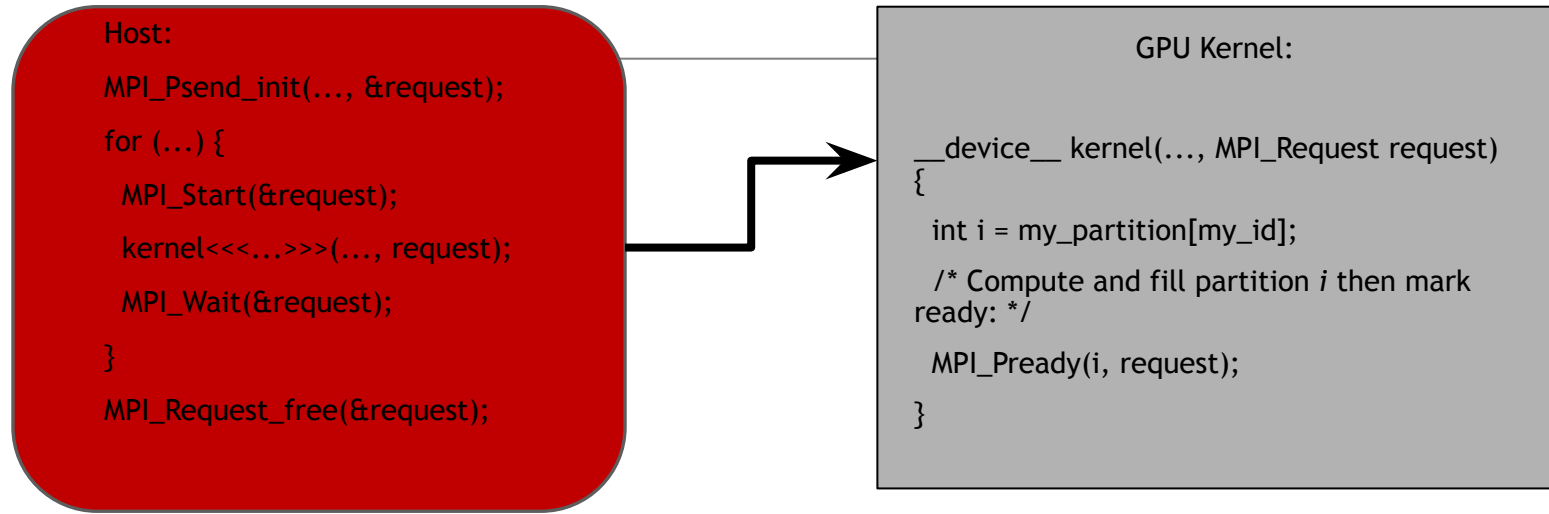 Host:
MPI_Psend_init(..., &request);
for (...) {
MPI_Start(&request);
kernel<<<...>>>(..., request);
MPI_Wait(&request);
}
MPI_Request_free(&request);
GPU Kernel:
__device__ kernel(..., MPI_Request request)
{
int i = my_partition[my_id];
/* Compute and fill partition i then mark
ready: */
MPI_Pready(i, request);
}